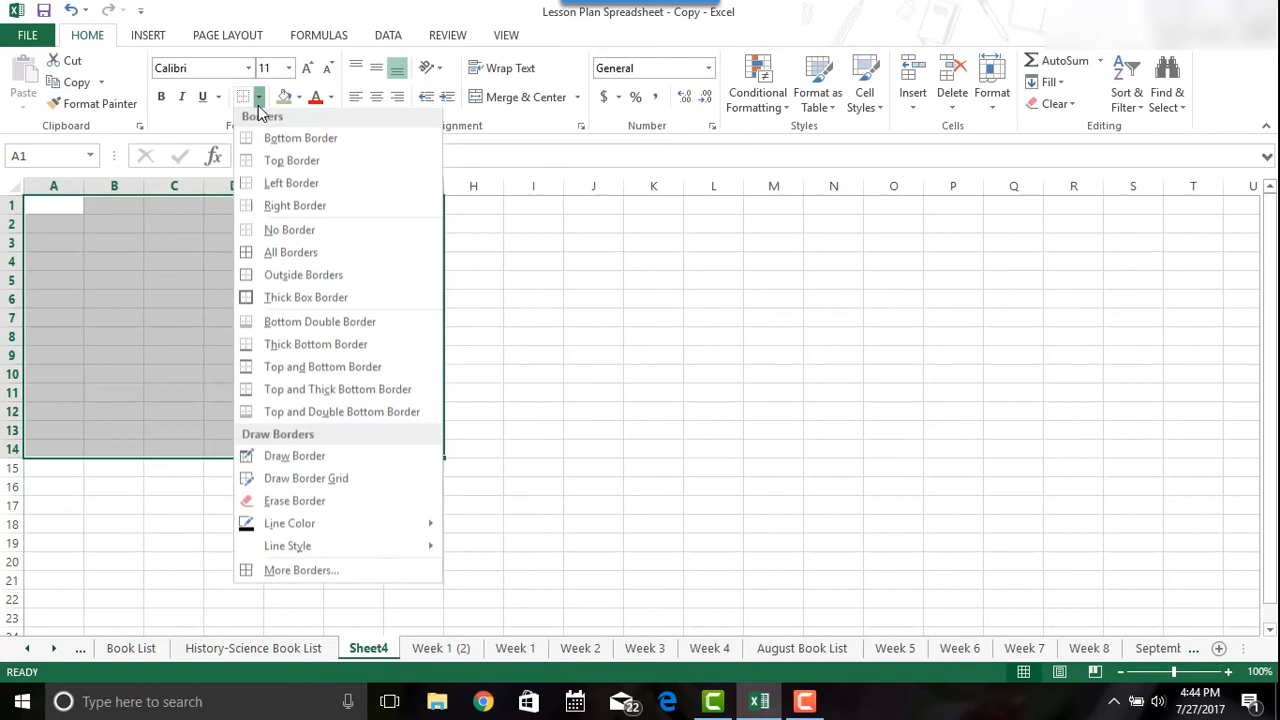 Lesson Plan Spreadsheet - Copy - Excel
FILE HOME INSERT PAGE LAYOUT FORMULAS DATA REVIEW VIEW
Paste
Cut
Copy
Format Painter
Clipboard
Calibri 11
B I U A
Wrap Text
Merge & Center
General
$ % ,
Number
Conditional Formatting
Format as Table
Cell Styles
Styles
Insert Delete Format
Cells
AutoSum
Fill
Clear
Sort & Filter
Find & Select
Editing
A1
fx
A B C H I J K L M N O P Q R S T U
1
2
3
4
5
6
7
8
9
10
11
12
13
14
15
16
17
18
19
20
21
22
23
Borders
Bottom Border
Top Border
Left Border
Right Border
No Border
All Borders
Outside Borders
Thick Box Border
Bottom Double Border
Thick Bottom Border
Top and Bottom Border
Top and Thick Bottom Border
Top and Double Bottom Border
Draw Borders
Draw Border
Draw Border Grid
Erase Border
Line Color
Line Style
More Borders...
... Book List History-Science Book List Sheet4 Week 1 (2) Week 1 Week 2 Week 3 Week 4 August Book List Week 5 Week 6 Week 7 Week 8 Septemb ...
READY
100%
Type here to search
22
4:44 PM
7/27/2017
1